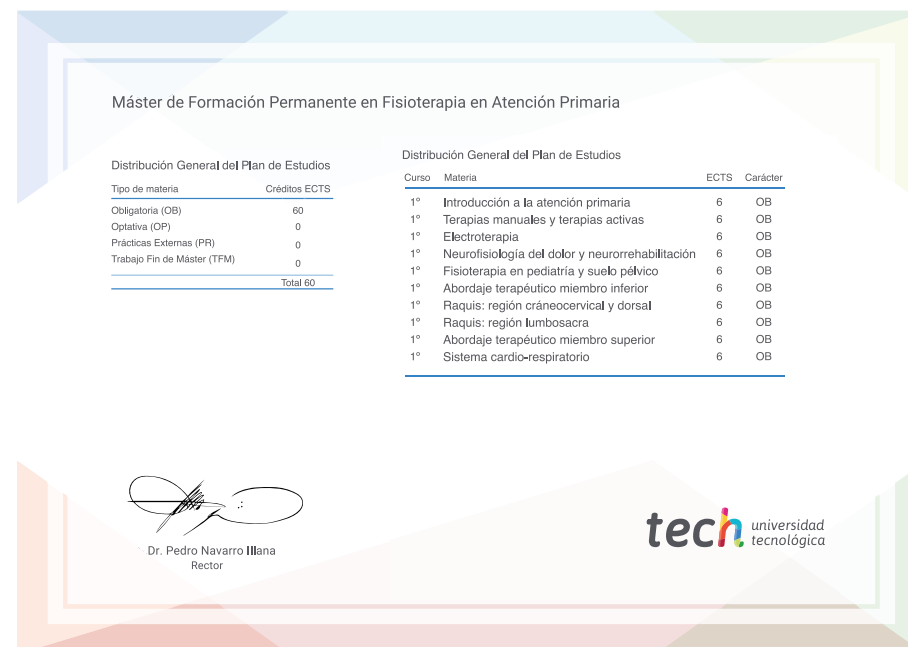 Máster de Formación Permanente en Fisioterapia en Atención Primaria
Distribución General del Plan de Estudios
Tipo de materia Créditos ECTS
Obligatoria (OB) 60
Optativa (OP) 0
Prácticas Externas (PR) 0
Trabajo Fin de Máster (TFM) 0
Total 60
Distribución General del Plan de Estudios
Curso Materia ECTS Carácter
1º Introducción a la atención primaria 6 OB
1º Terapias manuales y terapias activas 6 OB
1º Electroterapia 6 OB
1º Neurofisiología del dolor y neurorrehabilitación 6 OB
1º Fisioterapia en pediatría y suelo pélvico 6 OB
1º Abordaje terapéutico miembro inferior 6 OB
1º Raquis: región cráneocervical y dorsal 6 OB
1º Raquis: región lumbosacra 6 OB
1º Abordaje terapéutico miembro superior 6 OB
1º Sistema cardio-respiratorio 6 OB
Dr. Pedro Navarro Illana
Rector
tech universidad
tecnológica